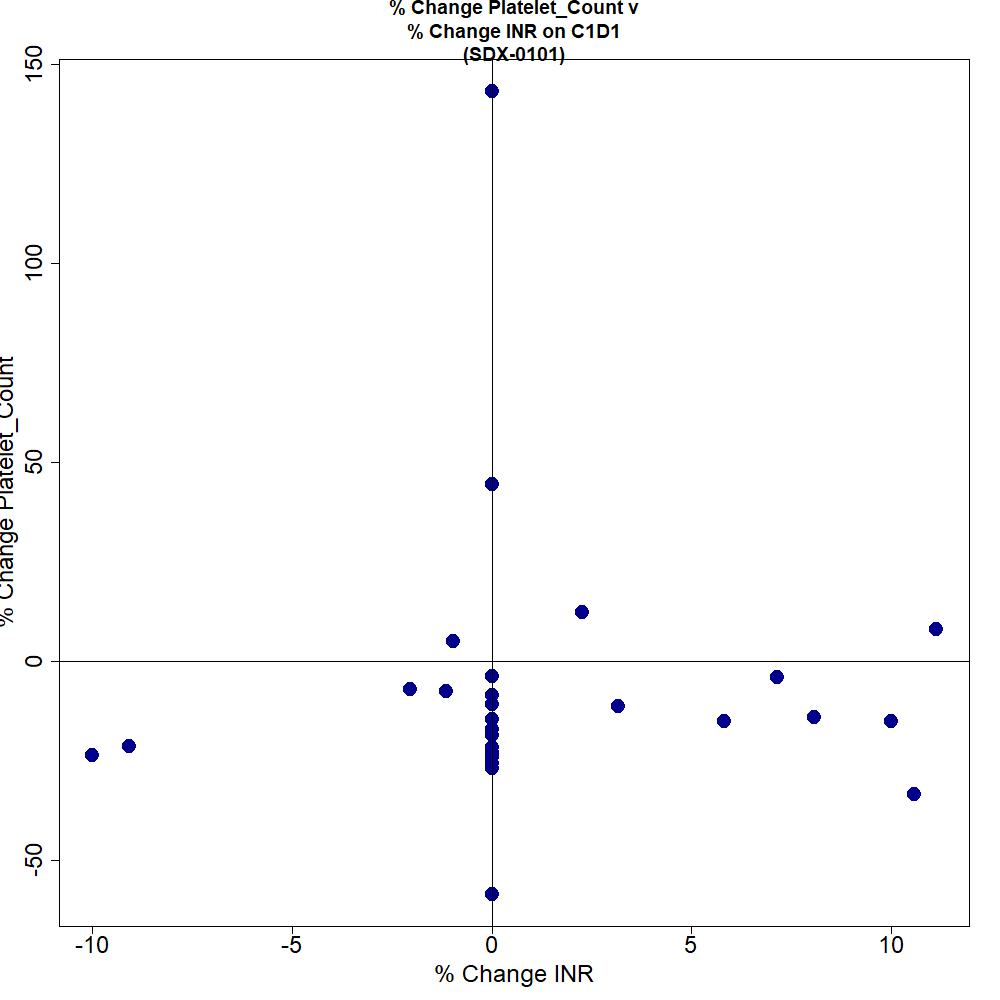 % Change Platelet_Count v
% Change INR on C1D1
(SDX-0101)
150
100
50
0
-50
% Change Platelet_Count
-10
-5
0
5
10
% Change INR